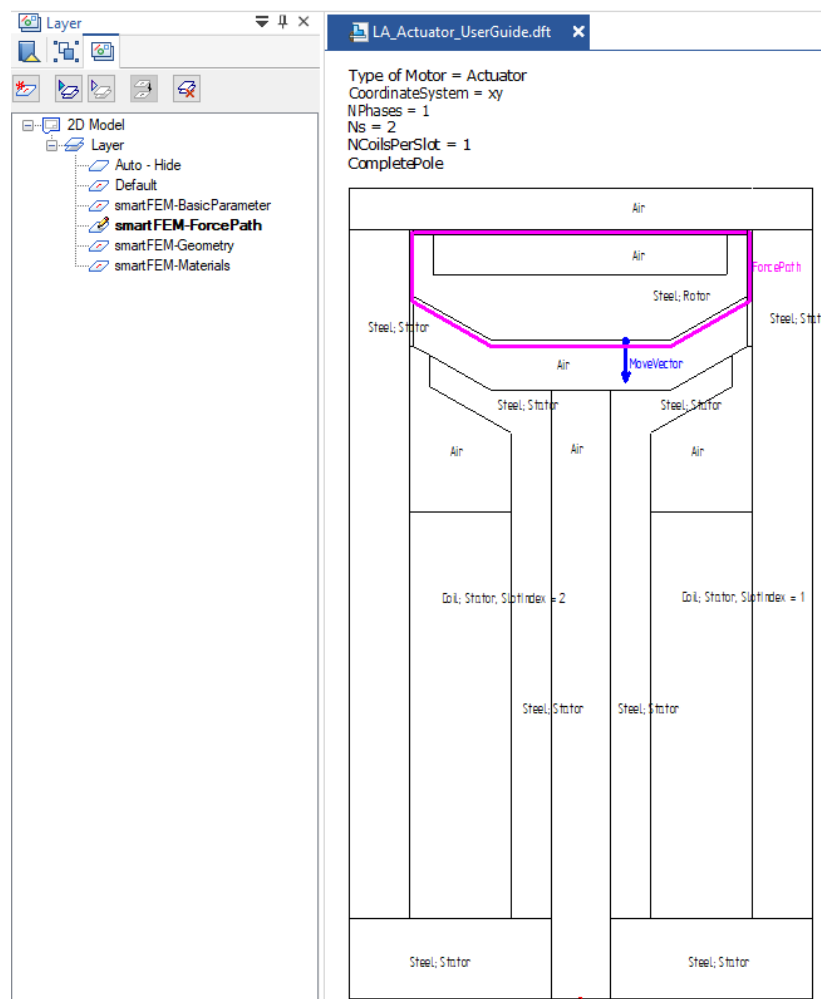 Layer
2D Model
Layer
Auto - Hide
Default
smartFEM-BasicParameter
smartFEM-ForcePath
smartFEM-Geometry
smartFEM-Materials
LA_Actuator_UserGuide.dft
Type of Motor = Actuator
CoordinateSystem = xy
NPhases = 1
Ns = 2
NCoilsPerSlot = 1
CompletePole
Air
Air
ForcePath
Steel; Rotor
Steel; Stator
Steel; Stat
Air
MoveVector
Steel; Stator
Steel; Stator
Air
Air
Air
Coil; Stator, SlotIndex = 2
Coil; Stator, SlotIndex = 1
Steel; Stator
Steel; Stator
Steel; Stator
Steel; Stator